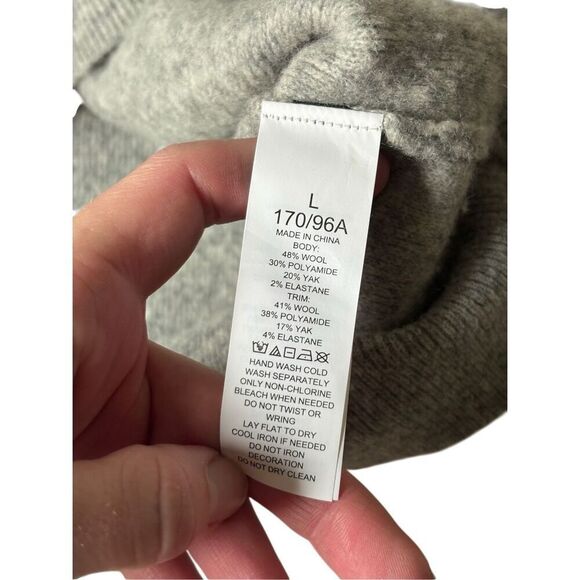 L
170/96A
MADE IN CHINA
BODY:
48% WOOL
30% POLYAMIDE
20% YAK
2% ELASTANE
TRIM:
41% WOOL
38% POLYAMIDE
17% YAK
4% ELASTANE
HAND WASH COLD
WASH SEPARATELY
ONLY NON-CHLORINE
BLEACH WHEN NEEDED
DO NOT TWIST OR
WRING
LAY FLAT TO DRY
COOL IRON IF NEEDED
DO NOT IRON
DECORATION
DO NOT DRY CLEAN